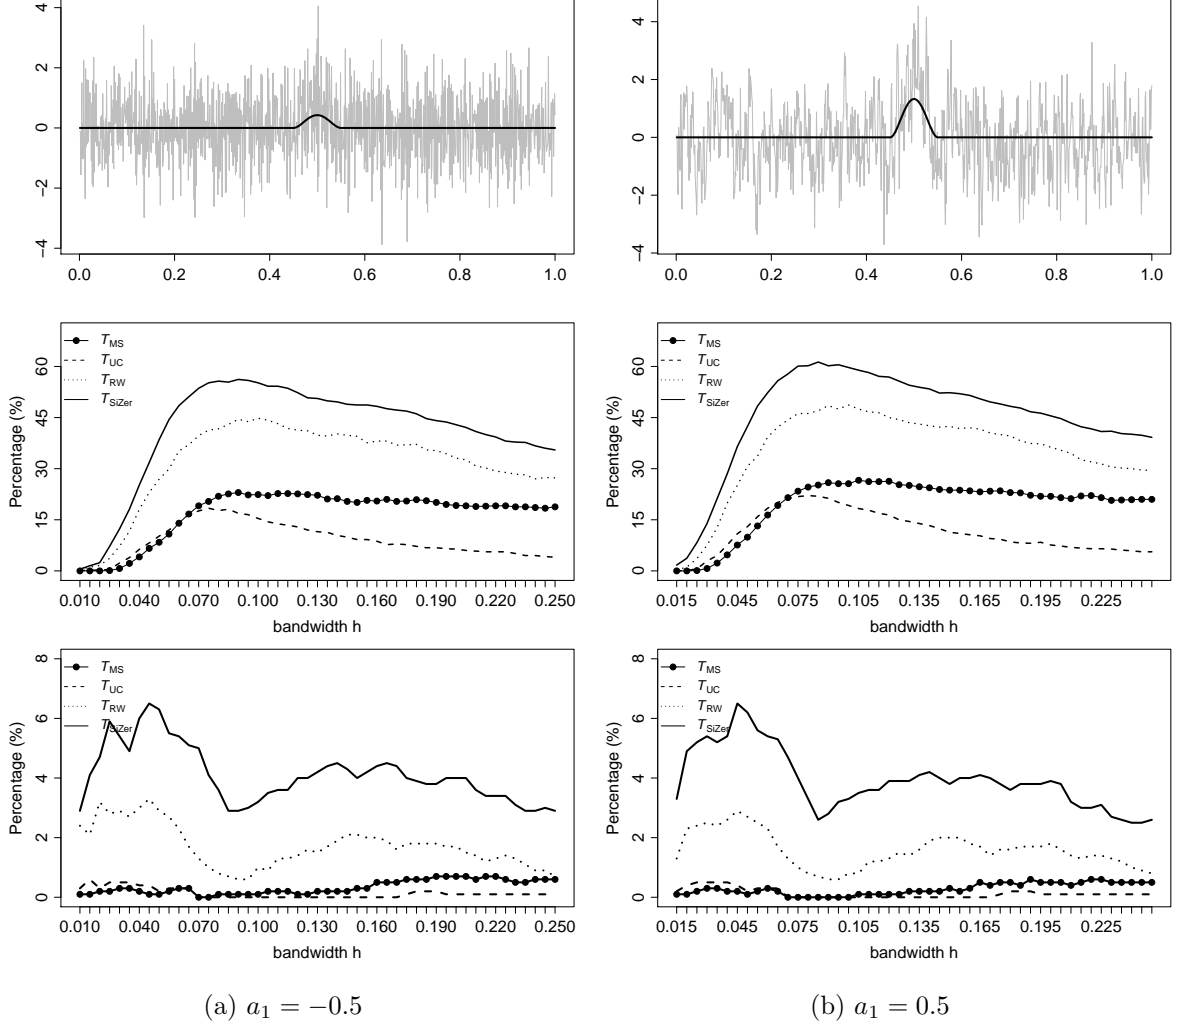 4
2
0
−2
−4
0.0 0.2 0.4 0.6 0.8 1.0
4
2
0
−2
−4
0.0 0.2 0.4 0.6 0.8 1.0
Percentage (%)
60
45
30
15
0
T_MS
T_UC
T_RW
T_SiZer
0.010 0.040 0.070 0.100 0.130 0.160 0.190 0.220 0.250
bandwidth h
Percentage (%)
60
45
30
15
0
T_MS
T_UC
T_RW
T_SiZer
0.015 0.045 0.075 0.105 0.135 0.165 0.195 0.225
bandwidth h
Percentage (%)
8
6
4
2
0
T_MS
T_UC
T_RW
T_SiZer
0.010 0.040 0.070 0.100 0.130 0.160 0.190 0.220 0.250
bandwidth h
Percentage (%)
8
6
4
2
0
T_MS
T_UC
T_RW
T_SiZer
0.015 0.045 0.075 0.105 0.135 0.165 0.195 0.225
bandwidth h
(a) a₁ = −0.5
(b) a₁ = 0.5